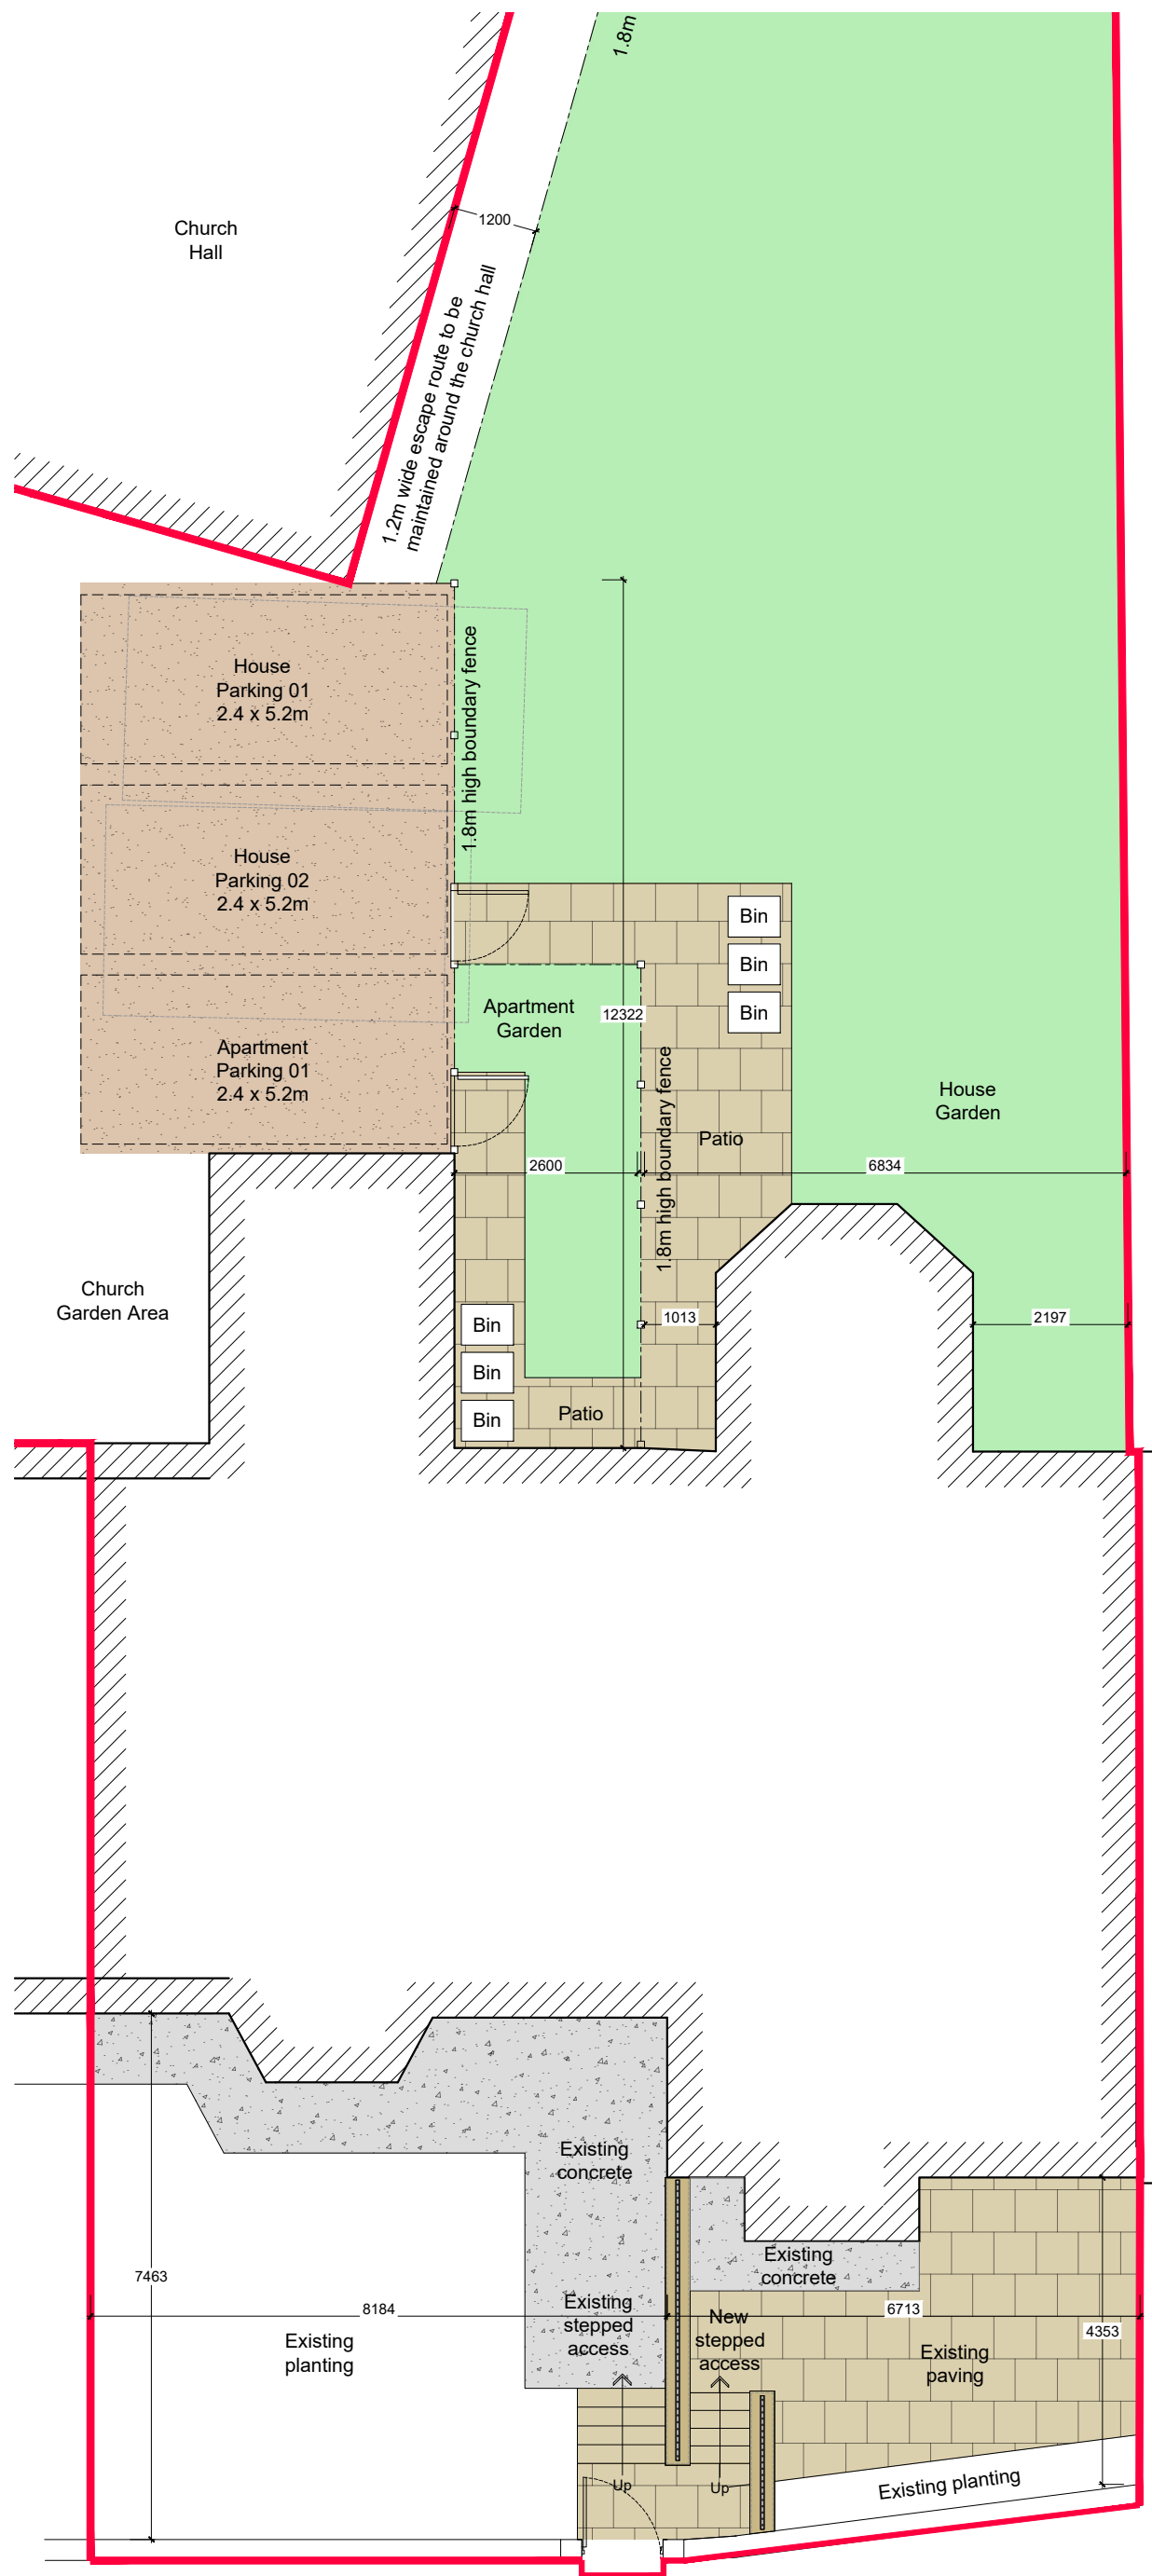 1.8m
Church
Hall
1200
1.2m wide escape route to be
maintained around the church hall
House
Parking 01
2.4 x 5.2m
1.8m high boundary fence
House
Parking 02
2.4 x 5.2m
Bin
Bin
Bin
Apartment
Garden
12322
Apartment
Parking 01
2.4 x 5.2m
1.8m high boundary fence
House
Garden
Patio
2600
6834
Church
Garden Area
Bin
Bin
Bin
1013
2197
Patio
Existing
concrete
Existing
concrete
7463
8184
Existing
stepped
access
New
stepped
access
6713
4353
Existing
planting
Existing
paving
Up
Up
Existing planting